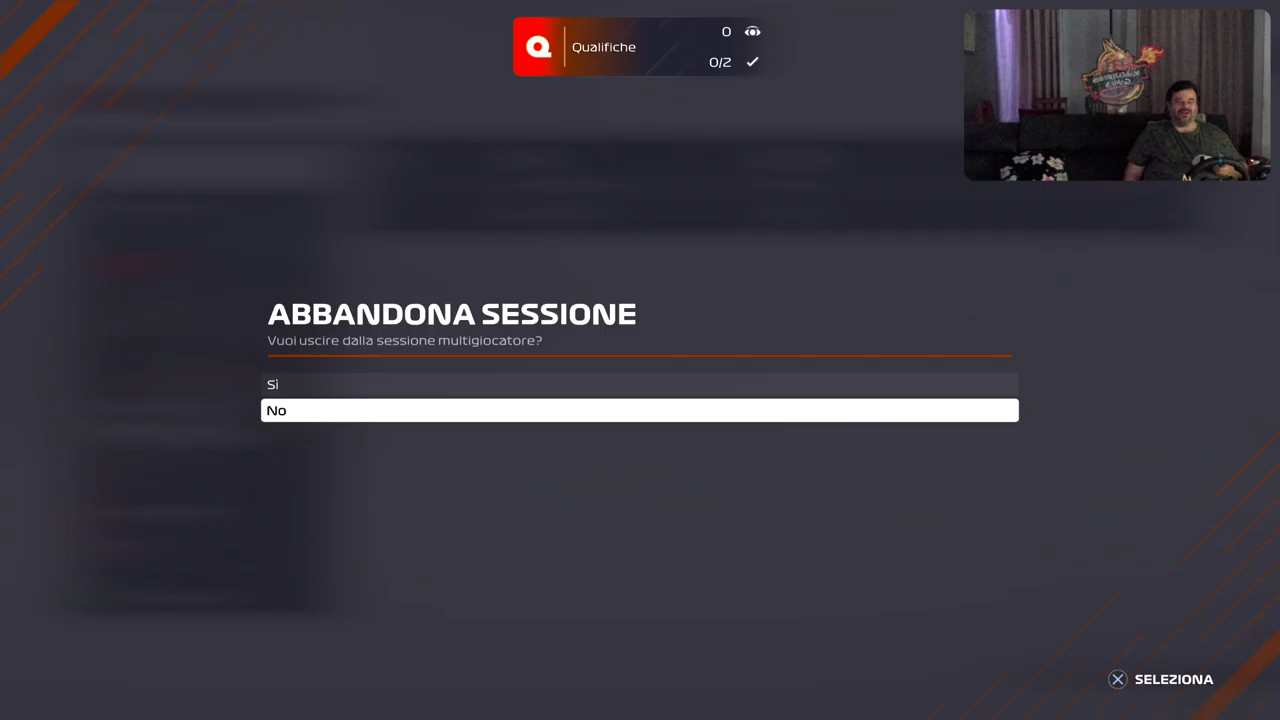 Qualifiche
0
0/2
ABBANDONA SESSIONE
Vuoi uscire dalla sessione multigiocatore?
Sì
No
SELEZIONA